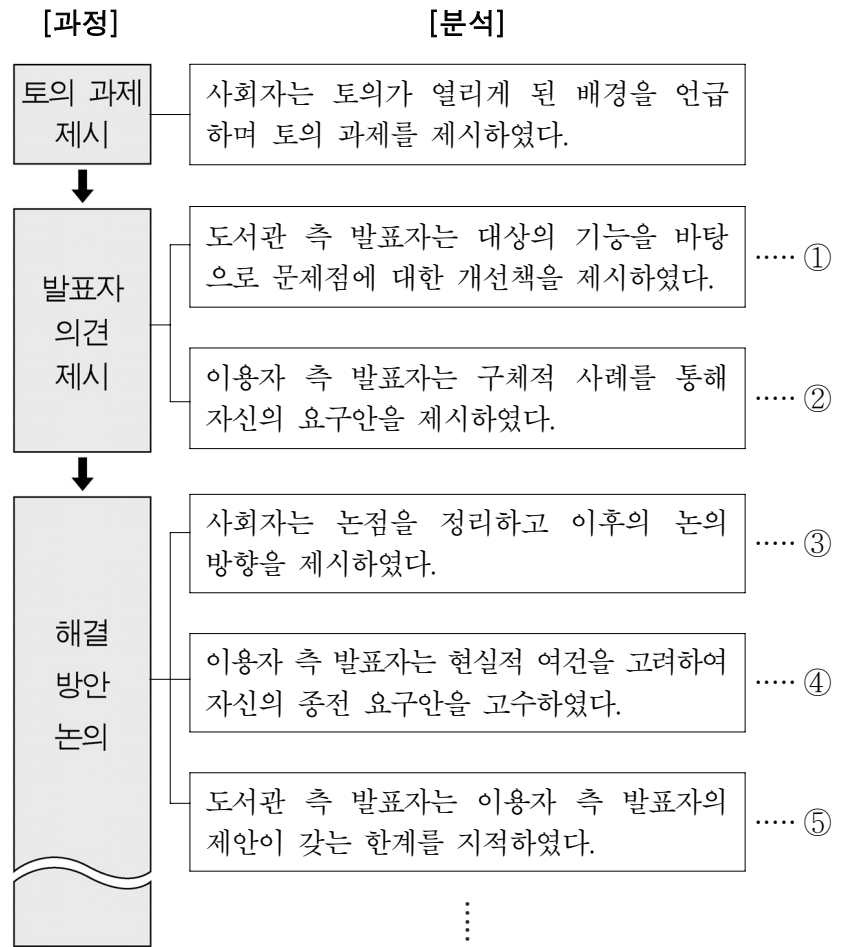 [과정] [분석]
토의 과제
제시
사회자는 토의가 열리게 된 배경을 언급
하며 토의 과제를 제시하였다.
발표자
의견
제시
도서관 측 발표자는 대상의 기능을 바탕
으로 문제점에 대한 개선책을 제시하였다.
····· ①
이용자 측 발표자는 구체적 사례를 통해
자신의 요구안을 제시하였다.
····· ②
해결
방안
논의
사회자는 논점을 정리하고 이후의 논의
방향을 제시하였다.
····· ③
이용자 측 발표자는 현실적 여건을 고려하여
자신의 종전 요구안을 고수하였다.
····· ④
도서관 측 발표자는 이용자 측 발표자의
제안이 갖는 한계를 지적하였다.
····· ⑤